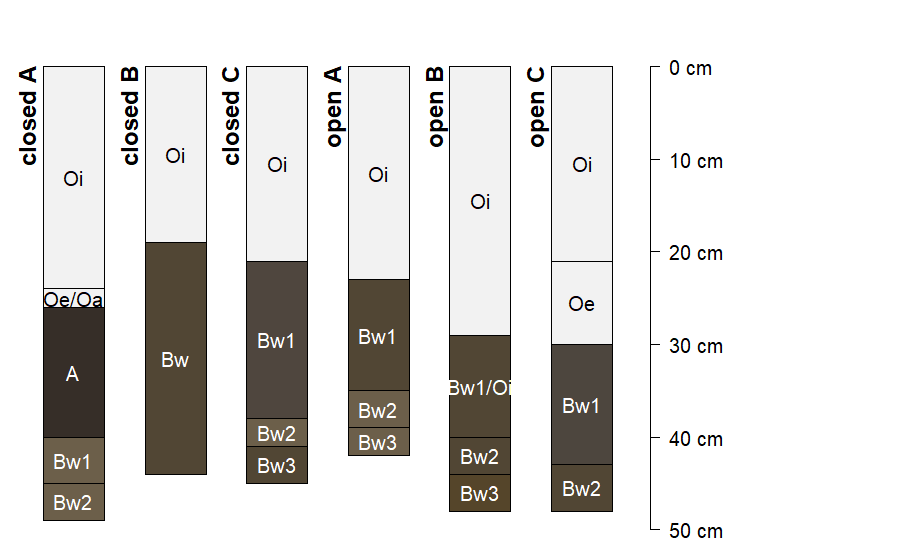 closed A
Oi
Oe/Oa
A
Bw1
Bw2
closed B
Oi
Bw
closed C
Oi
Bw1
Bw2
Bw3
open A
Oi
Bw1
Bw2
Bw3
open B
Oi
Bw1/Oi
Bw2
Bw3
open C
Oi
Oe
Bw1
Bw2
0 cm
10 cm
20 cm
30 cm
40 cm
50 cm